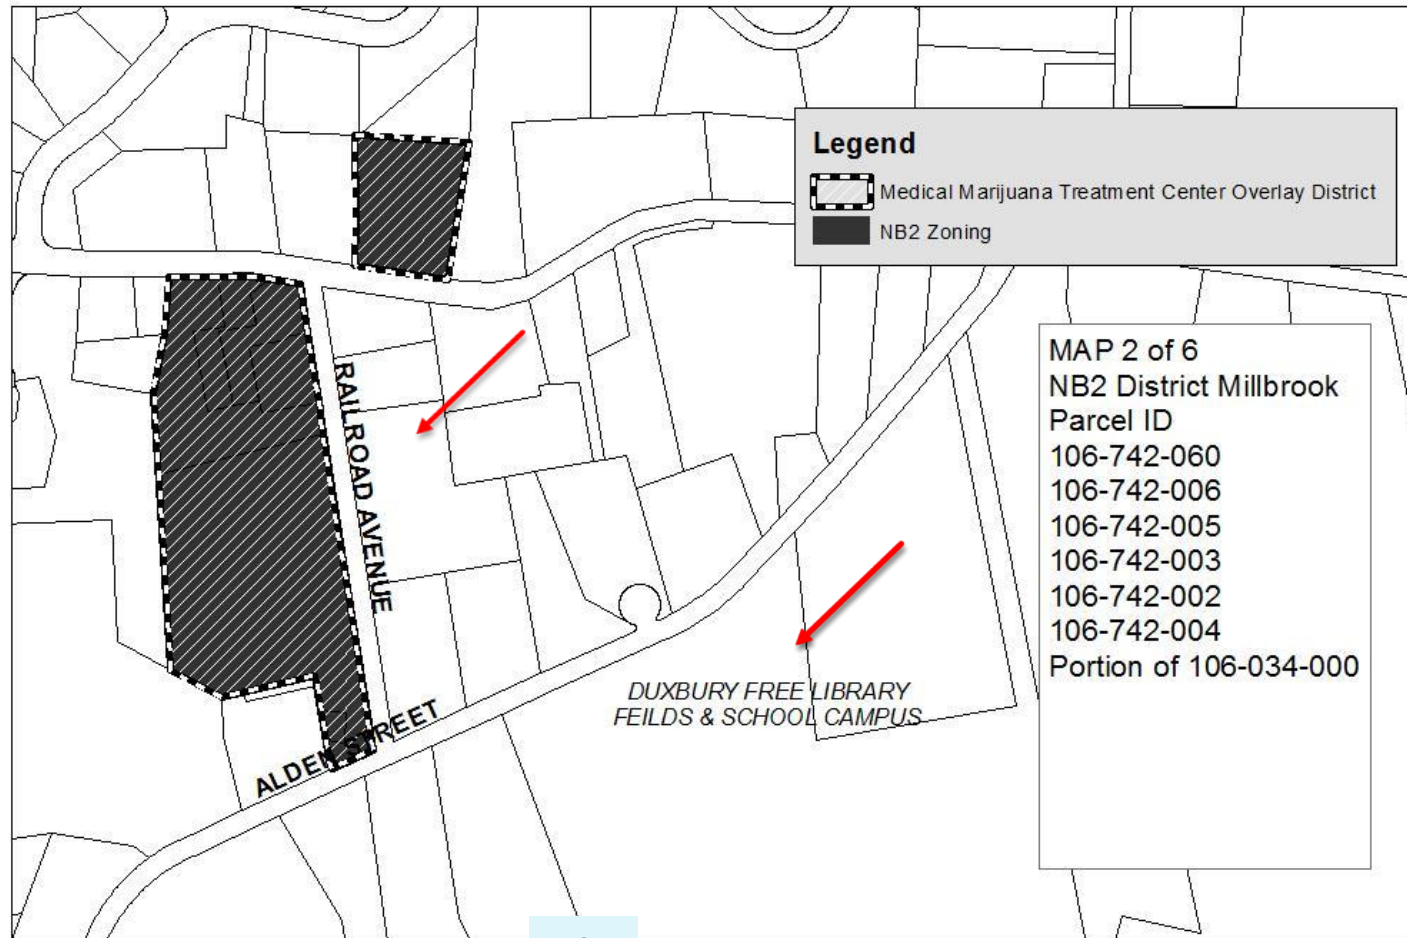 Legend
Medical Marijuana Treatment Center Overlay District
NB2 Zoning
MAP 2 of 6
NB2 District Millbrook
Parcel ID
106-742-060
106-742-006
106-742-005
106-742-003
106-742-002
106-742-004
Portion of 106-034-000
RAILROAD AVENUE
DUXBURY FREE LIBRARY
FEILDS & SCHOOL CAMPUS
ALDEN STREET